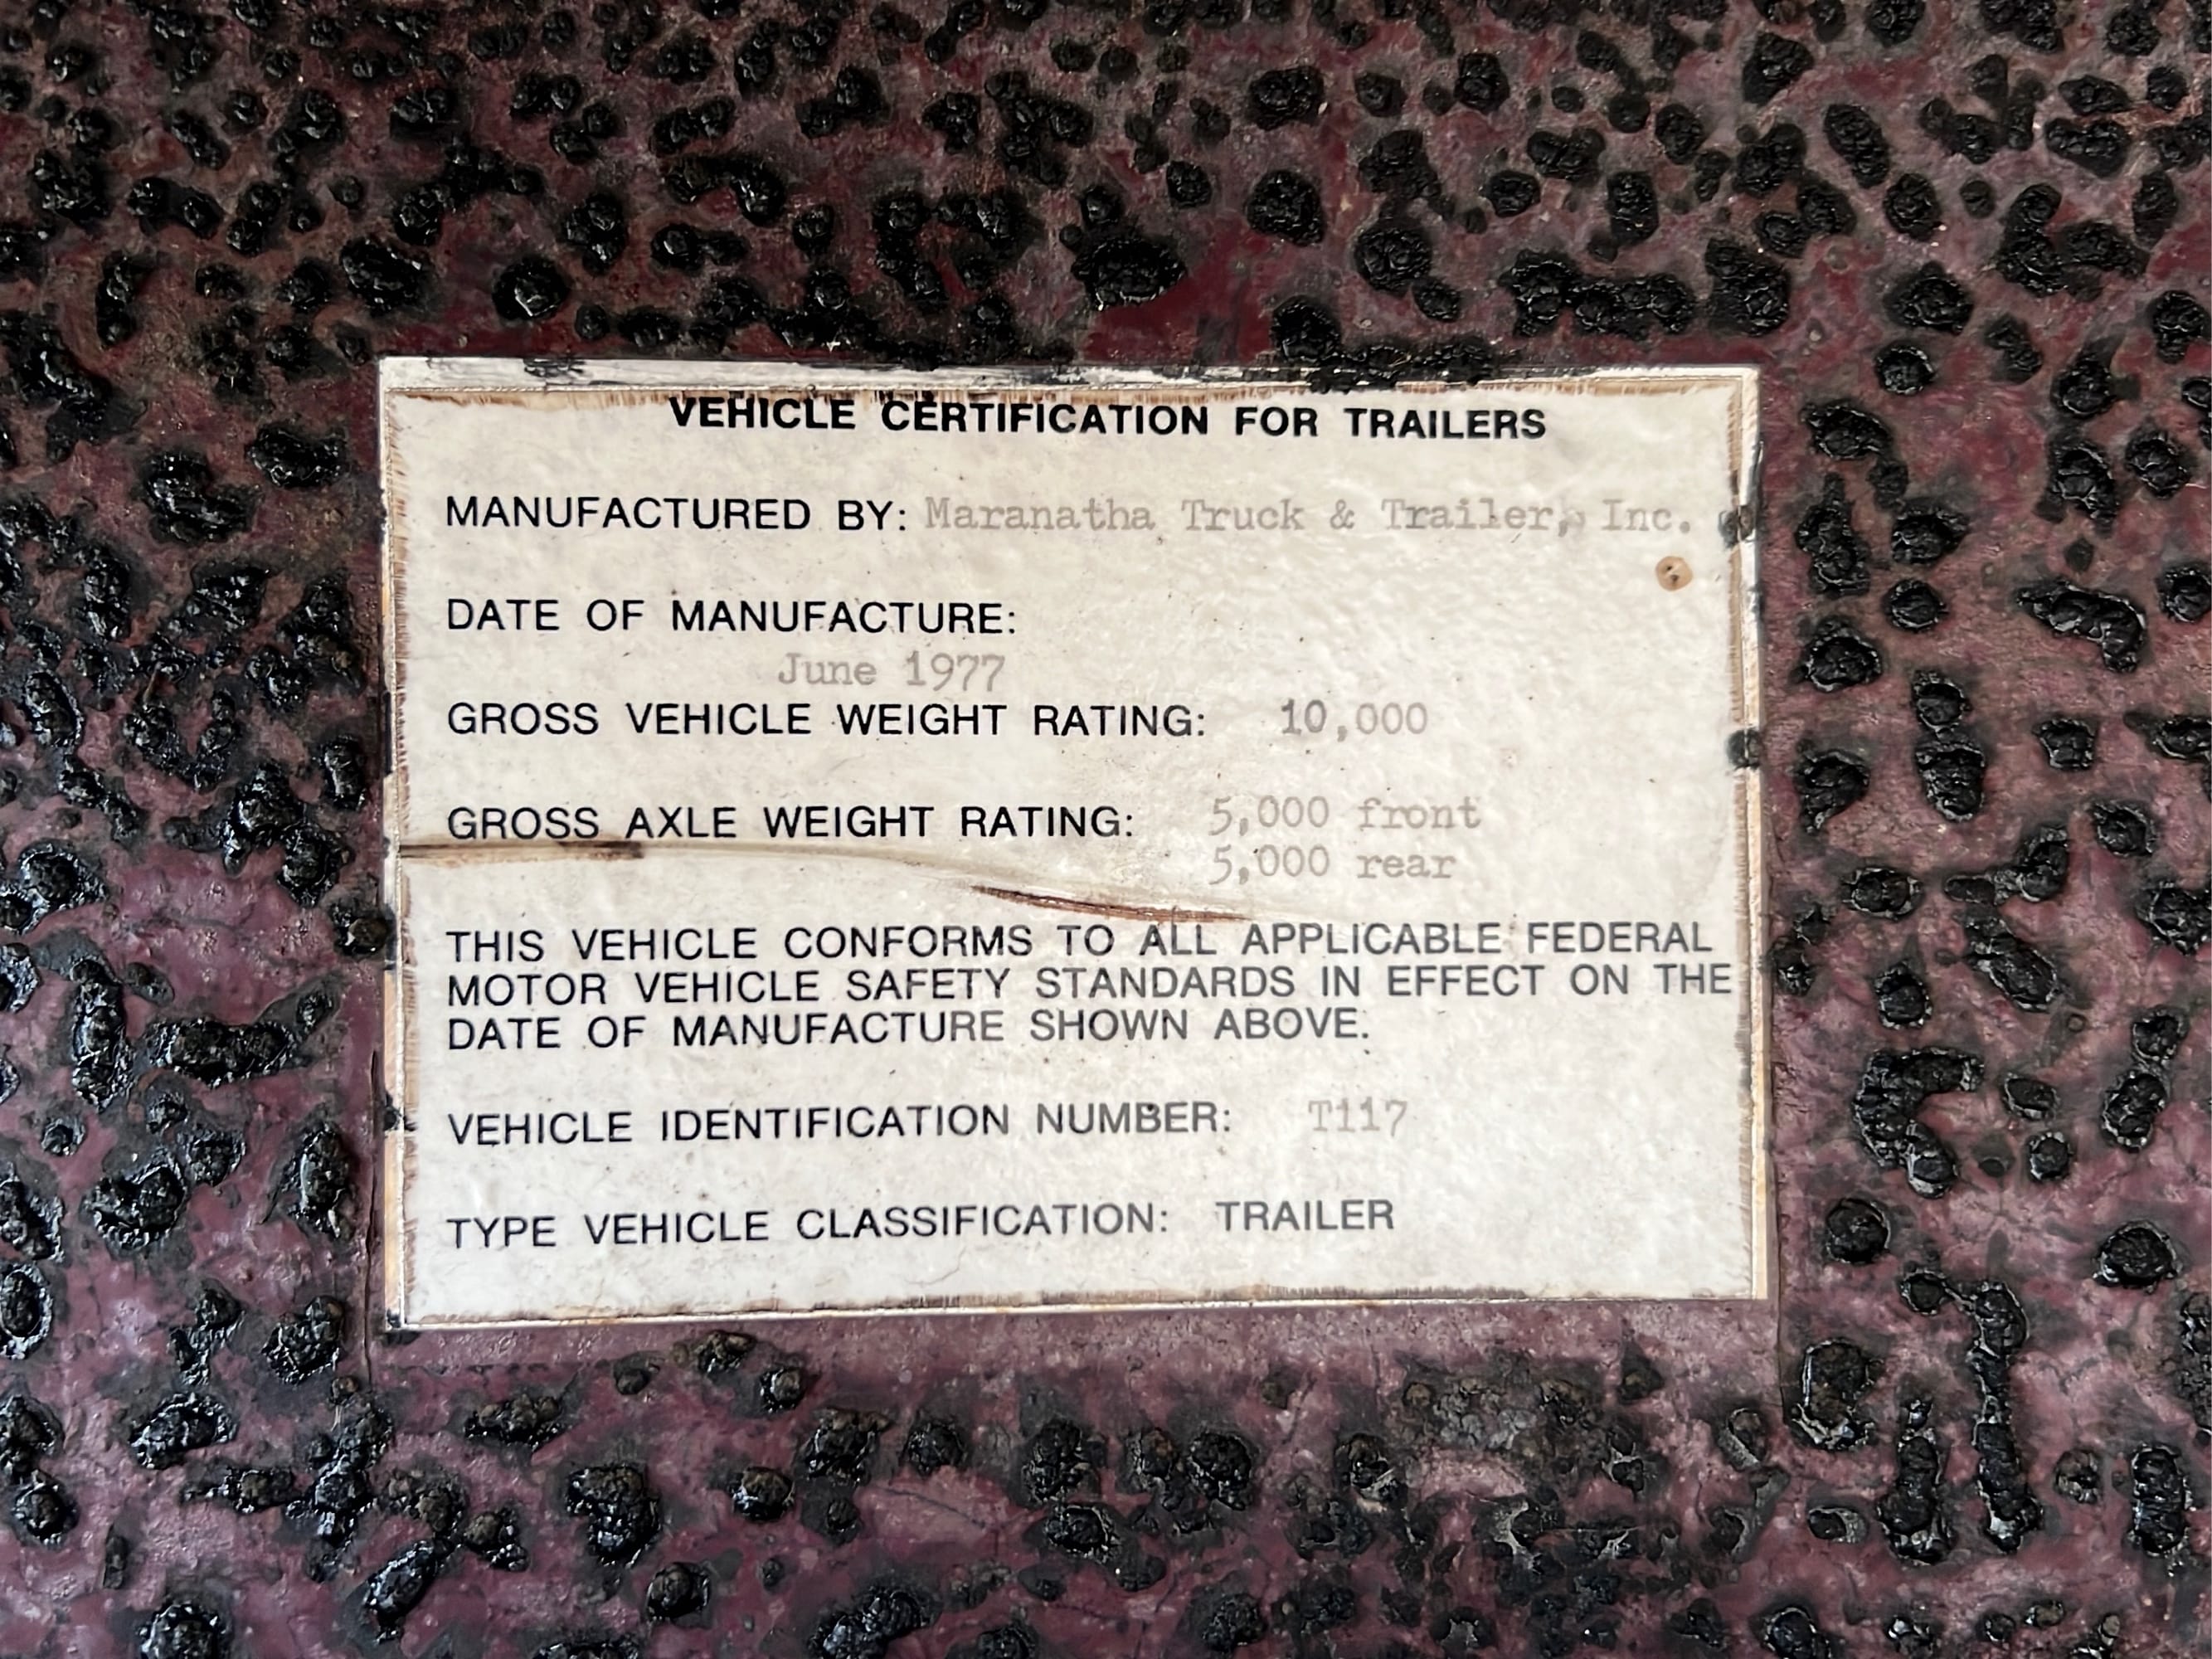 VEHICLE CERTIFICATION FOR TRAILERS
MANUFACTURED BY: Maranatha Truck & Trailer, Inc.
DATE OF MANUFACTURE:
June 1977
GROSS VEHICLE WEIGHT RATING: 10,000
GROSS AXLE WEIGHT RATING: 5,000 front
5,000 rear
THIS VEHICLE CONFORMS TO ALL APPLICABLE FEDERAL
MOTOR VEHICLE SAFETY STANDARDS IN EFFECT ON THE
DATE OF MANUFACTURE SHOWN ABOVE.
VEHICLE IDENTIFICATION NUMBER: T117
TYPE VEHICLE CLASSIFICATION: TRAILER